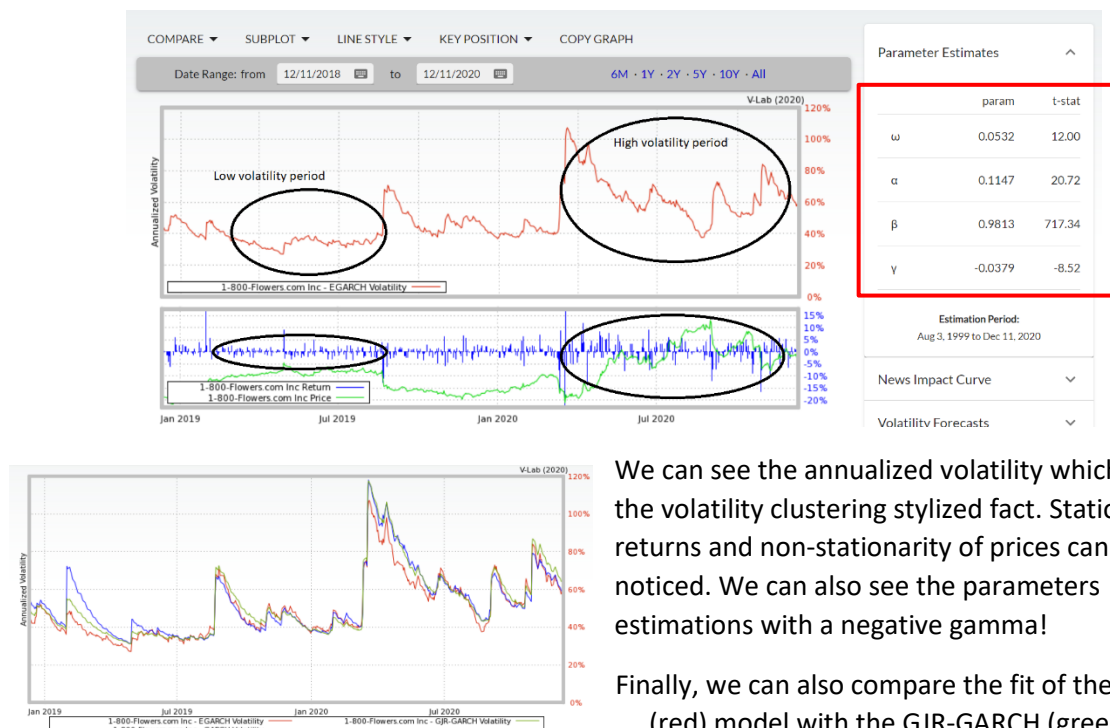 COMPARE SUBPLOT LINE STYLE KEY POSITION COPY GRAPH
Date Range: from 12/11/2018 to 12/11/2020 6M · 1Y · 2Y · 5Y · 10Y · All
V-Lab (2020)
120%
100%
80%
60%
40%
20%
0%
Annualized Volatility
Low volatility period
High volatility period
1-800-Flowers.com Inc - EGARCH Volatility
15%
10%
5%
0%
-5%
-10%
-15%
-20%
1-800-Flowers.com Inc Return
1-800-Flowers.com Inc Price
Jan 2019 Jul 2019 Jan 2020 Jul 2020
Parameter Estimates
param t-stat
ω 0.0532 12.00
α 0.1147 20.72
β 0.9813 717.34
γ -0.0379 -8.52
Estimation Period:
Aug 3, 1999 to Dec 11, 2020
News Impact Curve
Volatility Forecasts
V-Lab (2020)
120%
100%
80%
60%
40%
20%
0%
Annualized Volatility
Jan 2019 Jul 2019 Jan 2020 Jul 2020
1-800-Flowers.com Inc - EGARCH Volatility 1-800-Flowers.com Inc - GJR-GARCH Volatility
We can see the annualized volatility which
the volatility clustering stylized fact. Static
returns and non-stationarity of prices can
noticed. We can also see the parameters
estimations with a negative gamma!
Finally, we can also compare the fit of the
(red) model with the GJR-GARCH (gree